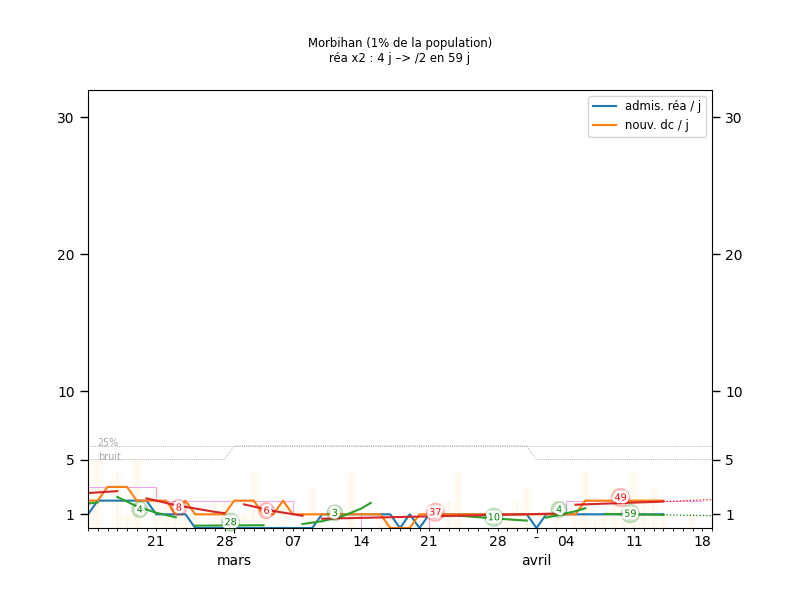 Morbihan (1% de la population)
réa x2 : 4 j –> /2 en 59 j
admis. réa / j
nouv. dc / j
30 30
20 20
10 10
25%
bruit
5 5
1 1
4 8 28 6 3 37 10 4 49 59
21 28 07 14 21 28 04 11 18
mars avril